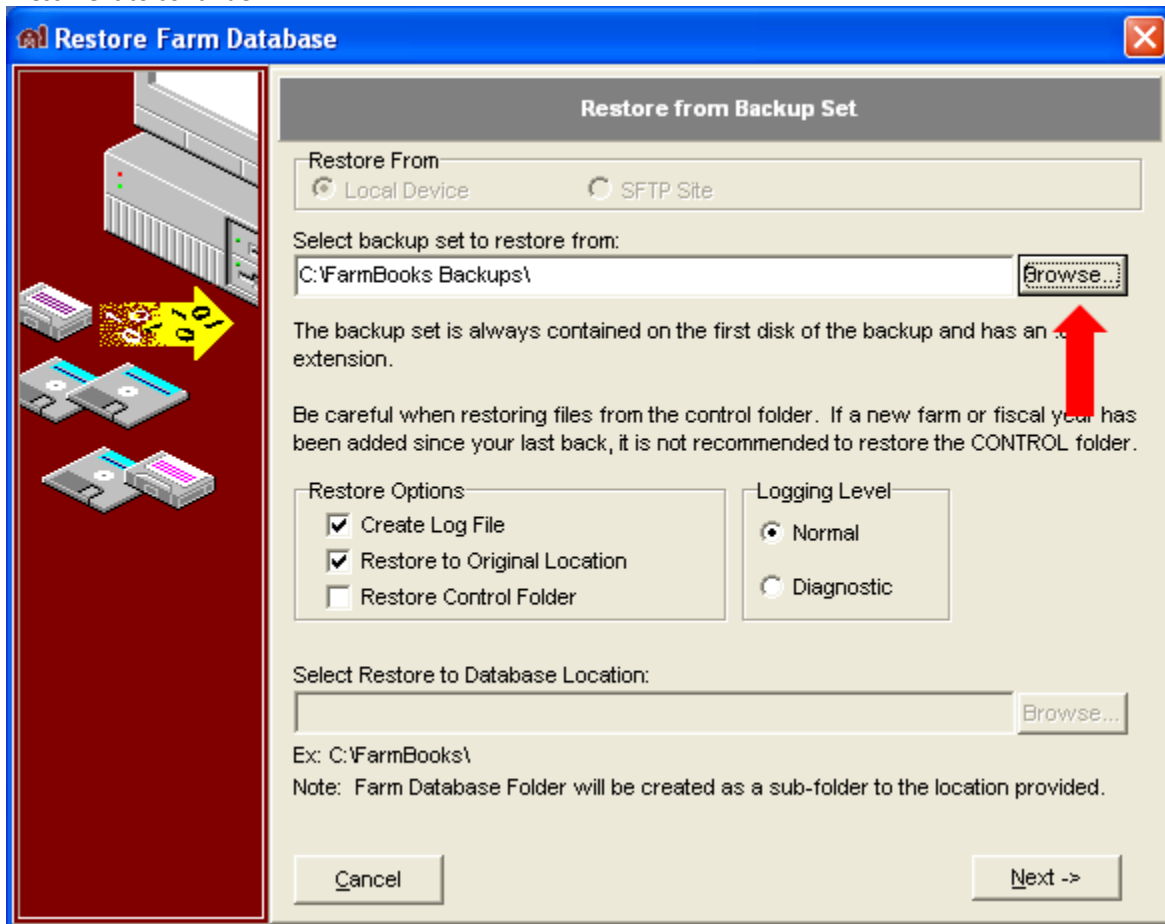 Restore Farm Database
Restore from Backup Set
Restore From
Local Device
SFTP Site
Select backup set to restore from:
C:\FarmBooks Backups\
Browse...
The backup set is always contained on the first disk of the backup and has an
extension.
Be careful when restoring files from the control folder. If a new farm or fiscal year has
been added since your last back, it is not recommended to restore the CONTROL folder.
Restore Options
Logging Level
Create Log File
Normal
Restore to Original Location
Restore Control Folder
Diagnostic
Select Restore to Database Location:
Browse...
Ex: C:\FarmBooks\
Note: Farm Database Folder will be created as a sub-folder to the location provided.
Cancel
Next ->